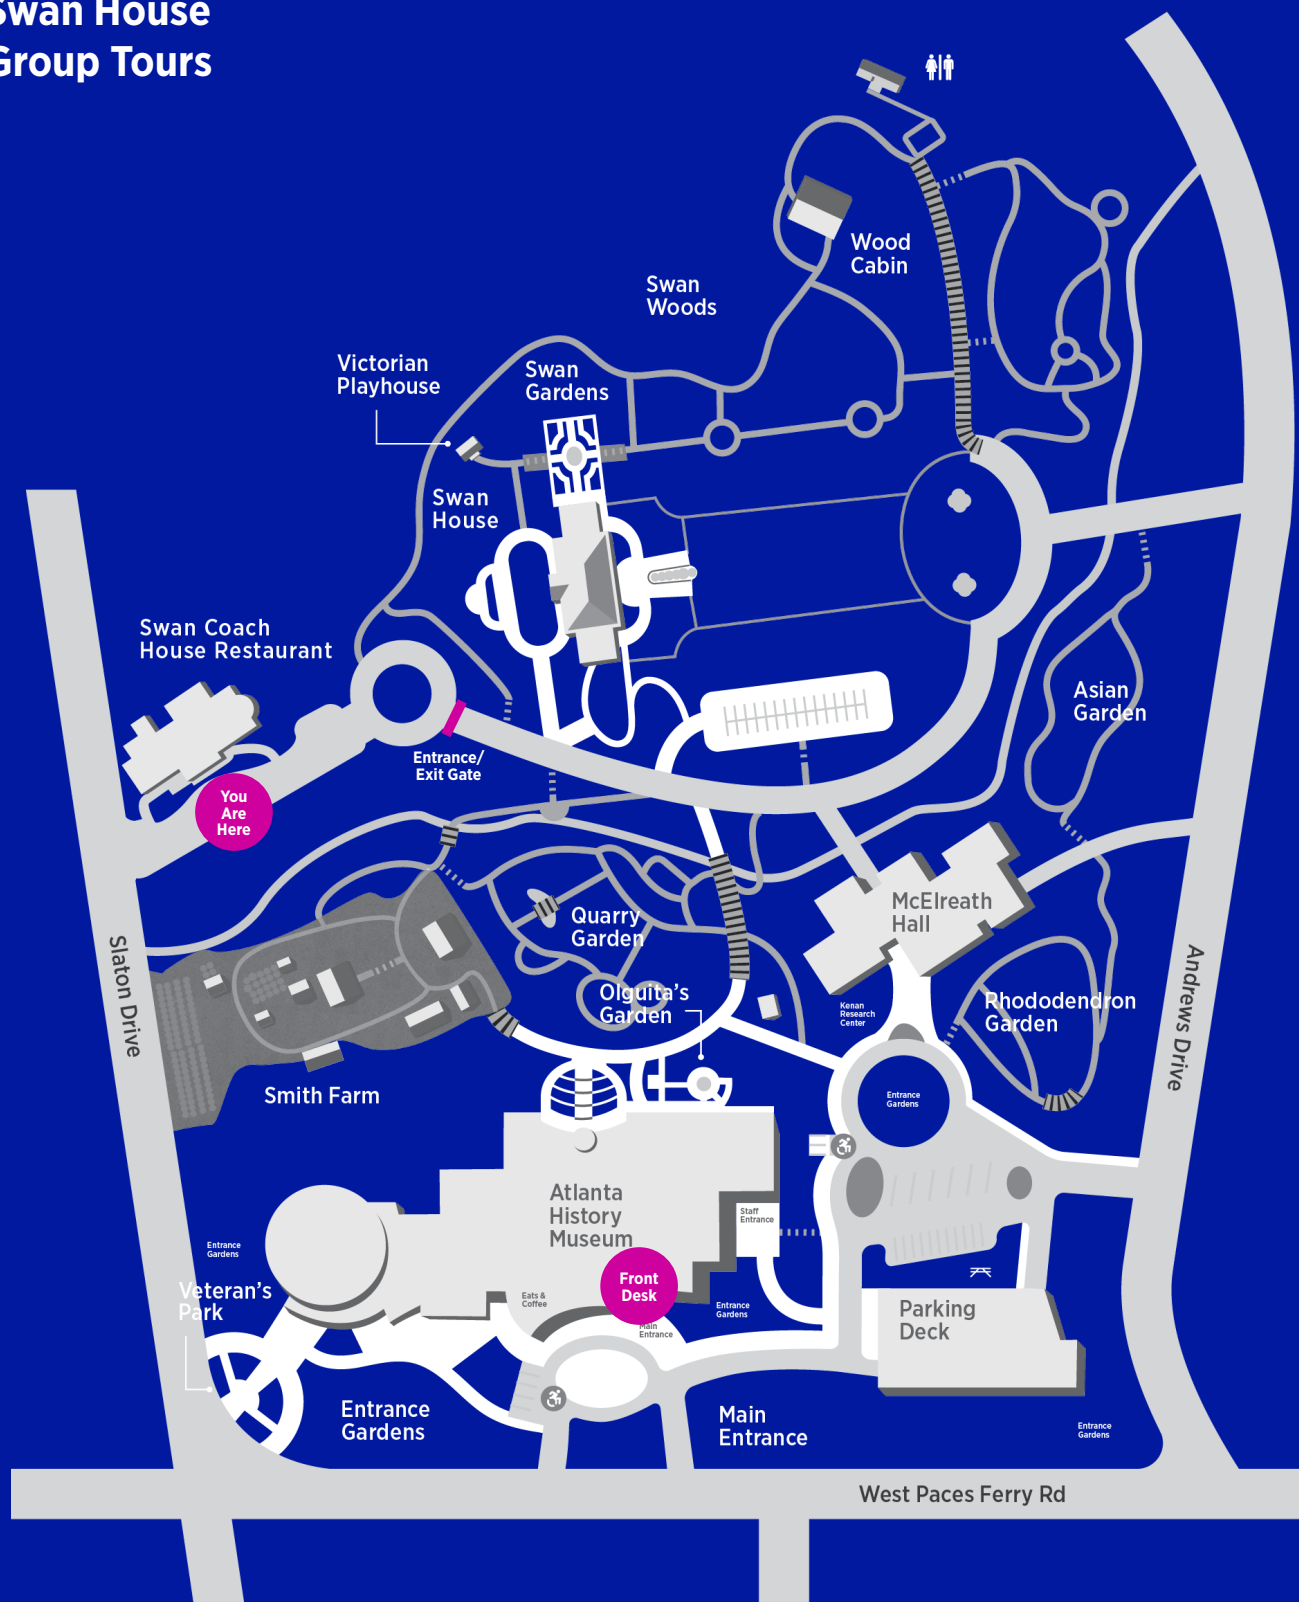 Swan House
Group Tours
Wood
Cabin
Swan
Woods
Victorian
Playhouse
Swan
Gardens
Swan
House
Swan Coach
House Restaurant
Asian
Garden
Entrance/
Exit Gate
You
Are
Here
McElreath
Hall
Quarry
Garden
Slaton Drive
Andrews Drive
Olguita's
Garden
Kenan
Research
Center
Rhododendron
Garden
Smith Farm
Entrance
Gardens
Atlanta
History
Museum
Staff
Entrance
Entrance
Gardens
Veteran's
Park
Front
Desk
Eats &
Coffee
Main
Entrance
Entrance
Gardens
Parking
Deck
Entrance
Gardens
Main
Entrance
Entrance
Gardens
West Paces Ferry Rd